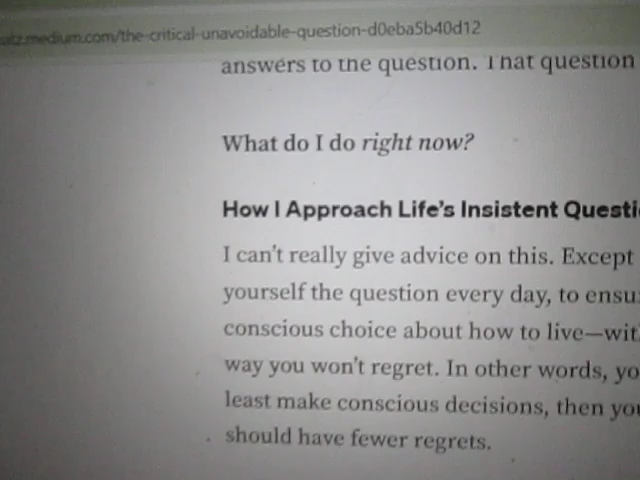 atz.medium.com/the-critical-unavoidable-question-d0eba5b40d12
answers to the question. That question
What do I do right now?
How I Approach Life's Insistent Questi
I can't really give advice on this. Except
yourself the question every day, to ensu
conscious choice about how to live—wit
way you won't regret. In other words, yo
least make conscious decisions, then you
should have fewer regrets.